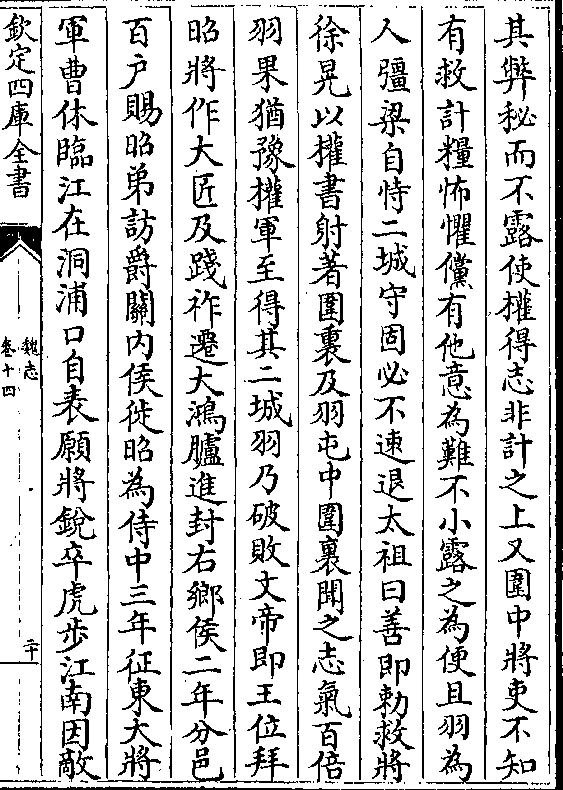 其弊秘而不露使權得志非計之上又圍中將吏不知
有救計糧怖懼儻有他意為難不小露之為便且羽為
人彊梁自恃二城守固必不速退太祖曰善即勅救將
徐晃以權書射著圍裏及羽屯中圍裏聞之志氣百倍
羽果猶豫權軍至得其二城羽乃破敗文帝即王位拜
昭將作大匠及踐祚遷大鴻臚進封右鄉侯二年分邑
百户賜昭弟訪爵關内侯徙昭為侍中三年征東大將
軍曹休臨江在洞浦口自表願將銳卒虎步江南因敵
欽定四庫全書
魏志
卷十四
二十